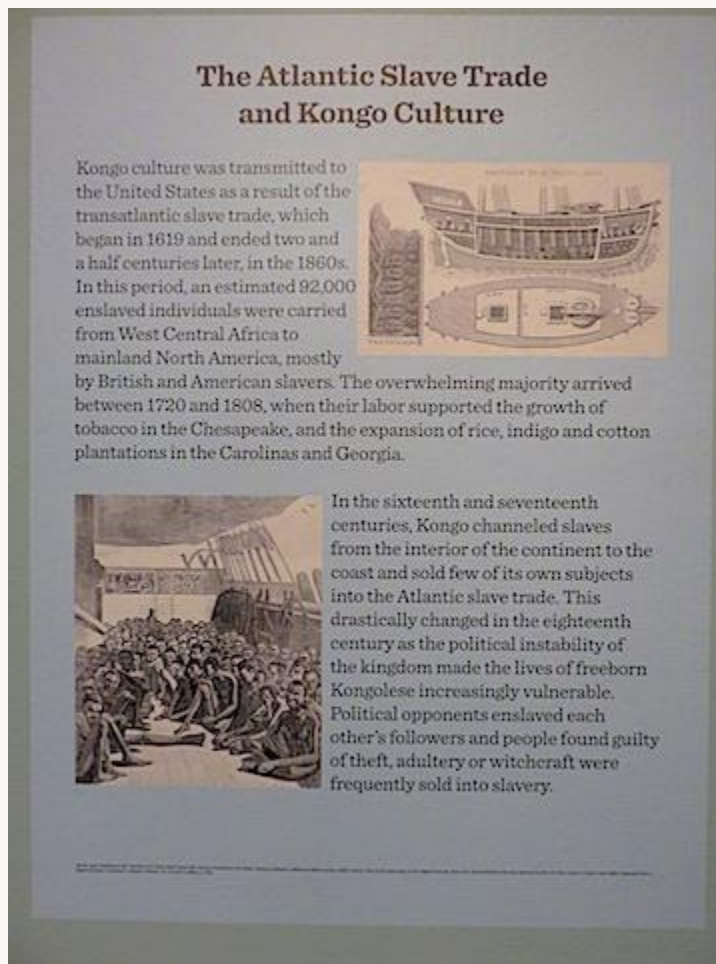 The Atlantic Slave Trade
and Kongo Culture
Kongo culture was transmitted to
the United States as a result of the
transatlantic slave trade, which
began in 1619 and ended two and
a half centuries later, in the 1860s.
In this period, an estimated 92,000
enslaved individuals were carried
from West Central Africa to
mainland North America, mostly
by British and American slavers. The overwhelming majority arrived
between 1720 and 1808, when their labor supported the growth of
tobacco in the Chesapeake, and the expansion of rice, indigo and cotton
plantations in the Carolinas and Georgia.
In the sixteenth and seventeenth
centuries, Kongo channeled slaves
from the interior of the continent to the
coast and sold few of its own subjects
into the Atlantic slave trade. This
drastically changed in the eighteenth
century as the political instability of
the kingdom made the lives of freeborn
Kongolese increasingly vulnerable.
Political opponents enslaved each
other's followers and people found guilty
of theft, adultery or witchcraft were
frequently sold into slavery.